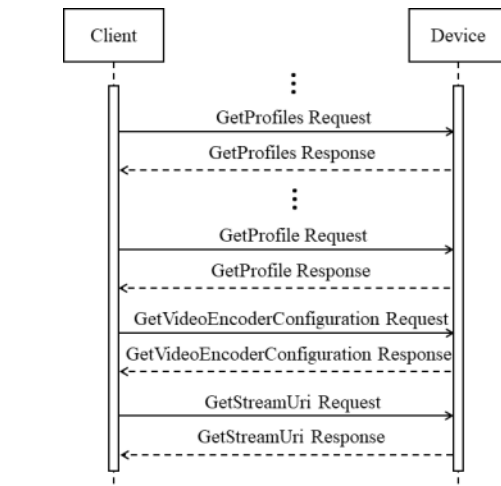 Client
Device
GetProfiles Request
GetProfiles Response
GetProfile Request
GetProfile Response
GetVideoEncoderConfiguration Request
GetVideoEncoderConfiguration Response
GetStreamUri Request
GetStreamUri Response